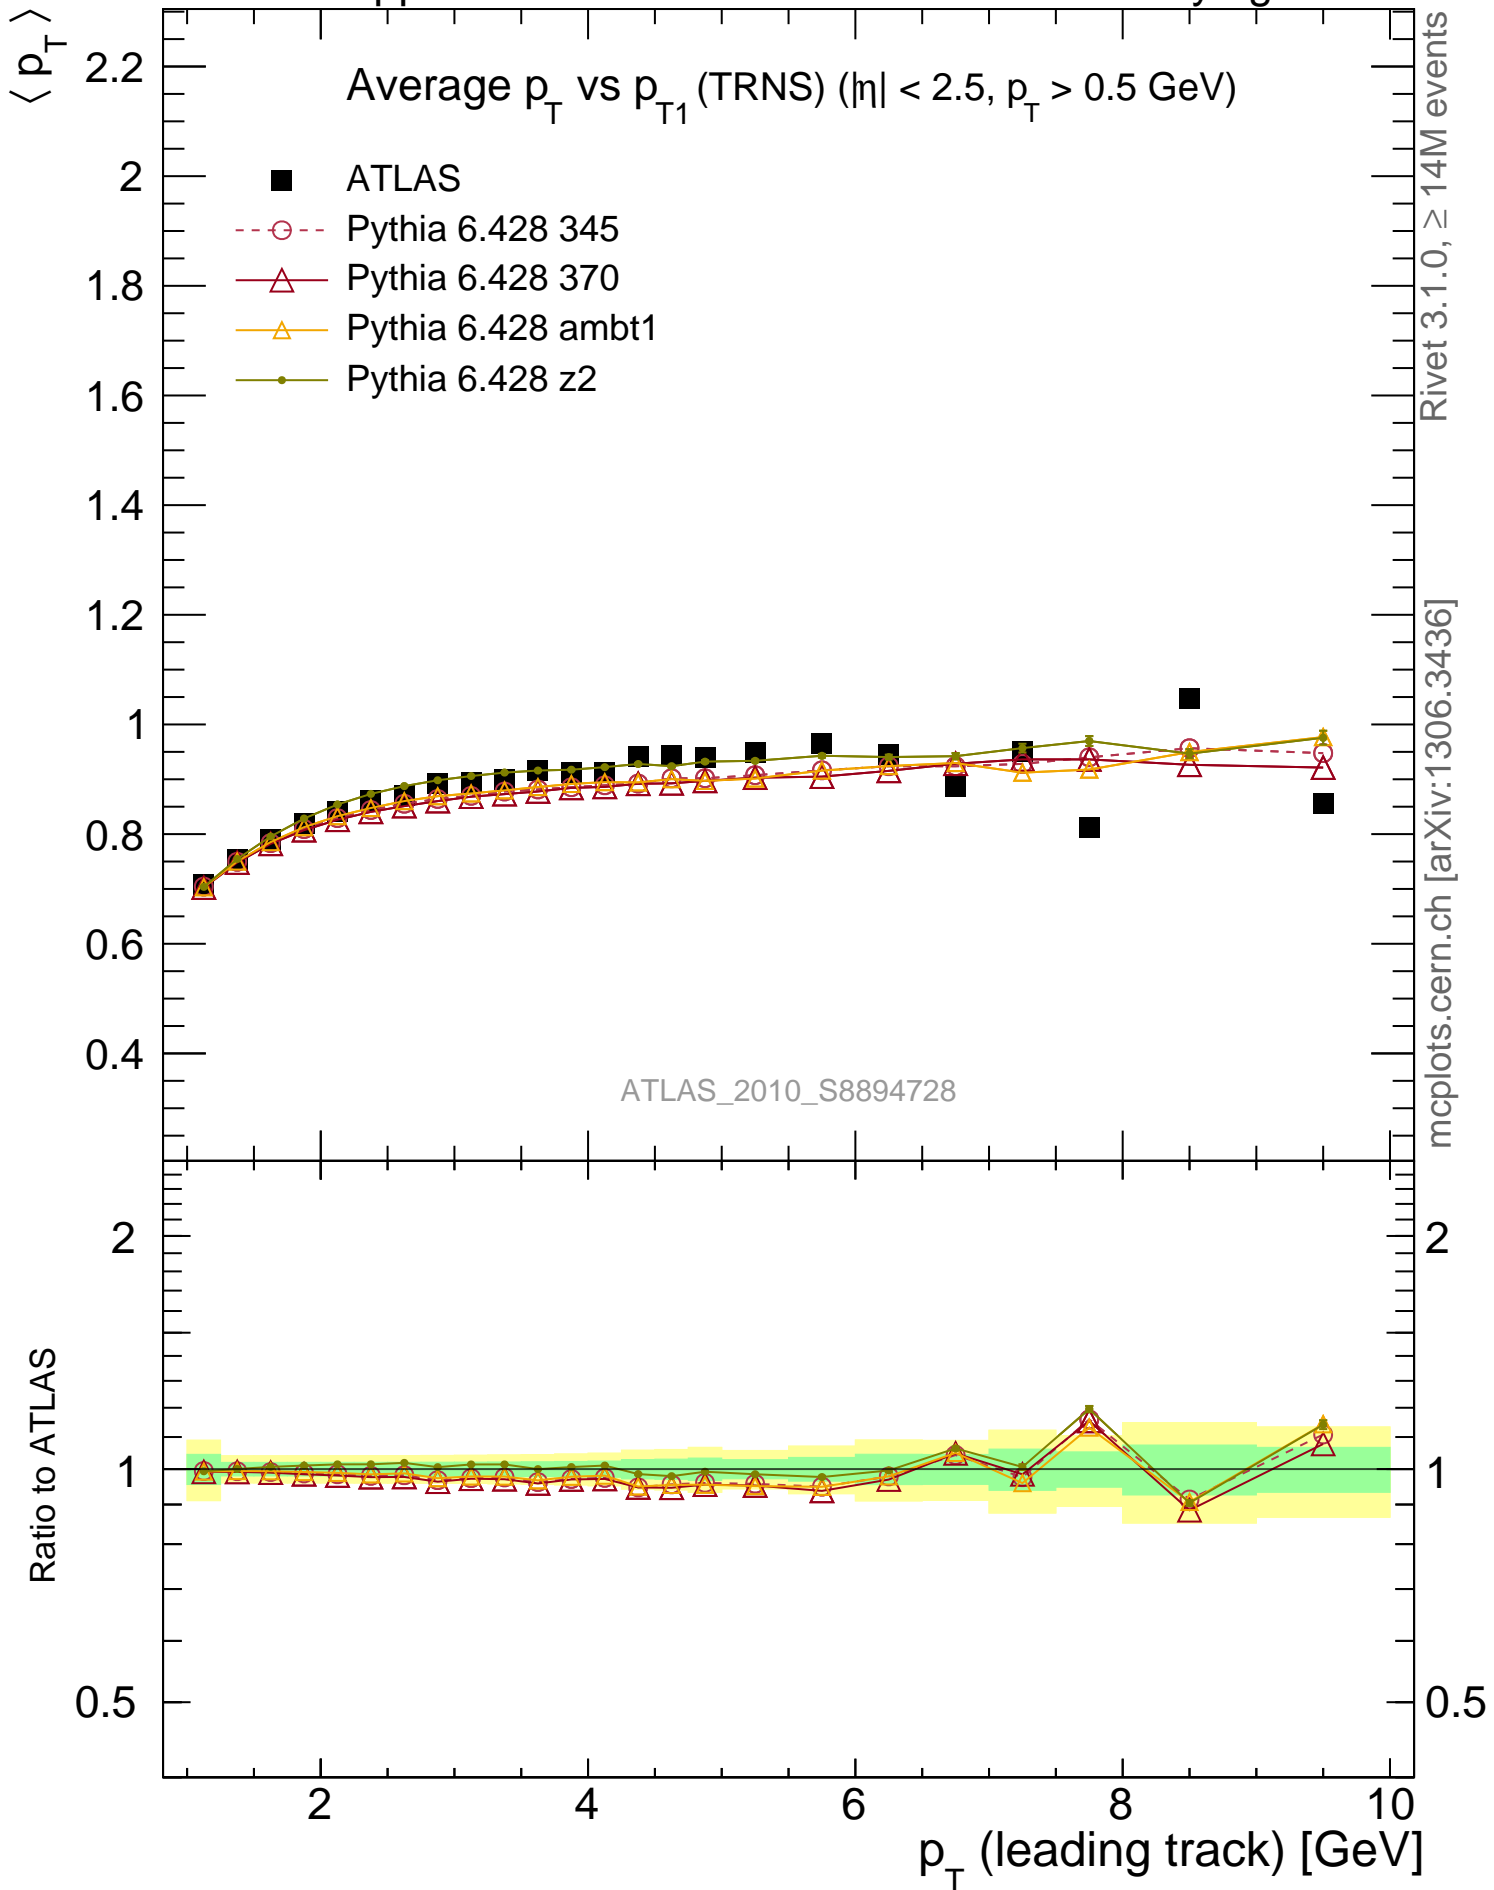 ⟨ p_T ⟩
Average p_T vs p_T1 (TRNS) (|η| < 2.5, p_T > 0.5 GeV)
ATLAS
Pythia 6.428 345
Pythia 6.428 370
Pythia 6.428 ambt1
Pythia 6.428 z2
2.2
2
1.8
1.6
1.4
1.2
1
0.8
0.6
0.4
ATLAS_2010_S8894728
Rivet 3.1.0, ≥ 14M events
mcplots.cern.ch [arXiv:1306.3436]
Ratio to ATLAS
2
1
0.5
2
1
0.5
2 4 6 8 10
p_T (leading track) [GeV]